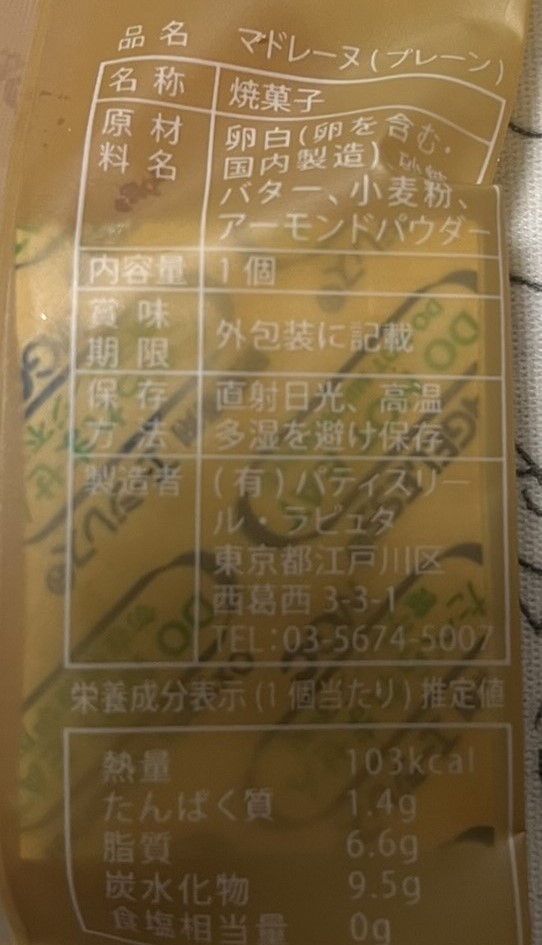 品名 マドレーヌ(プレーン)
名称 焼菓子
原材料名 卵白(卵を含む,
国内製造)、砂糖、
バター、小麦粉、
アーモンドパウダー
内容量 1個
賞味期限 外包装に記載
保存方法 直射日光、高温
多湿を避け保存
製造者 (有)パティスリー
ル・ラピュタ
東京都江戸川区
西葛西 3-3-1
TEL:03-5674-5007
栄養成分表示(1個当たり)推定値
熱量 103kcal
たんぱく質 1.4g
脂質 6.6g
炭水化物 9.5g
食塩相当量 0g